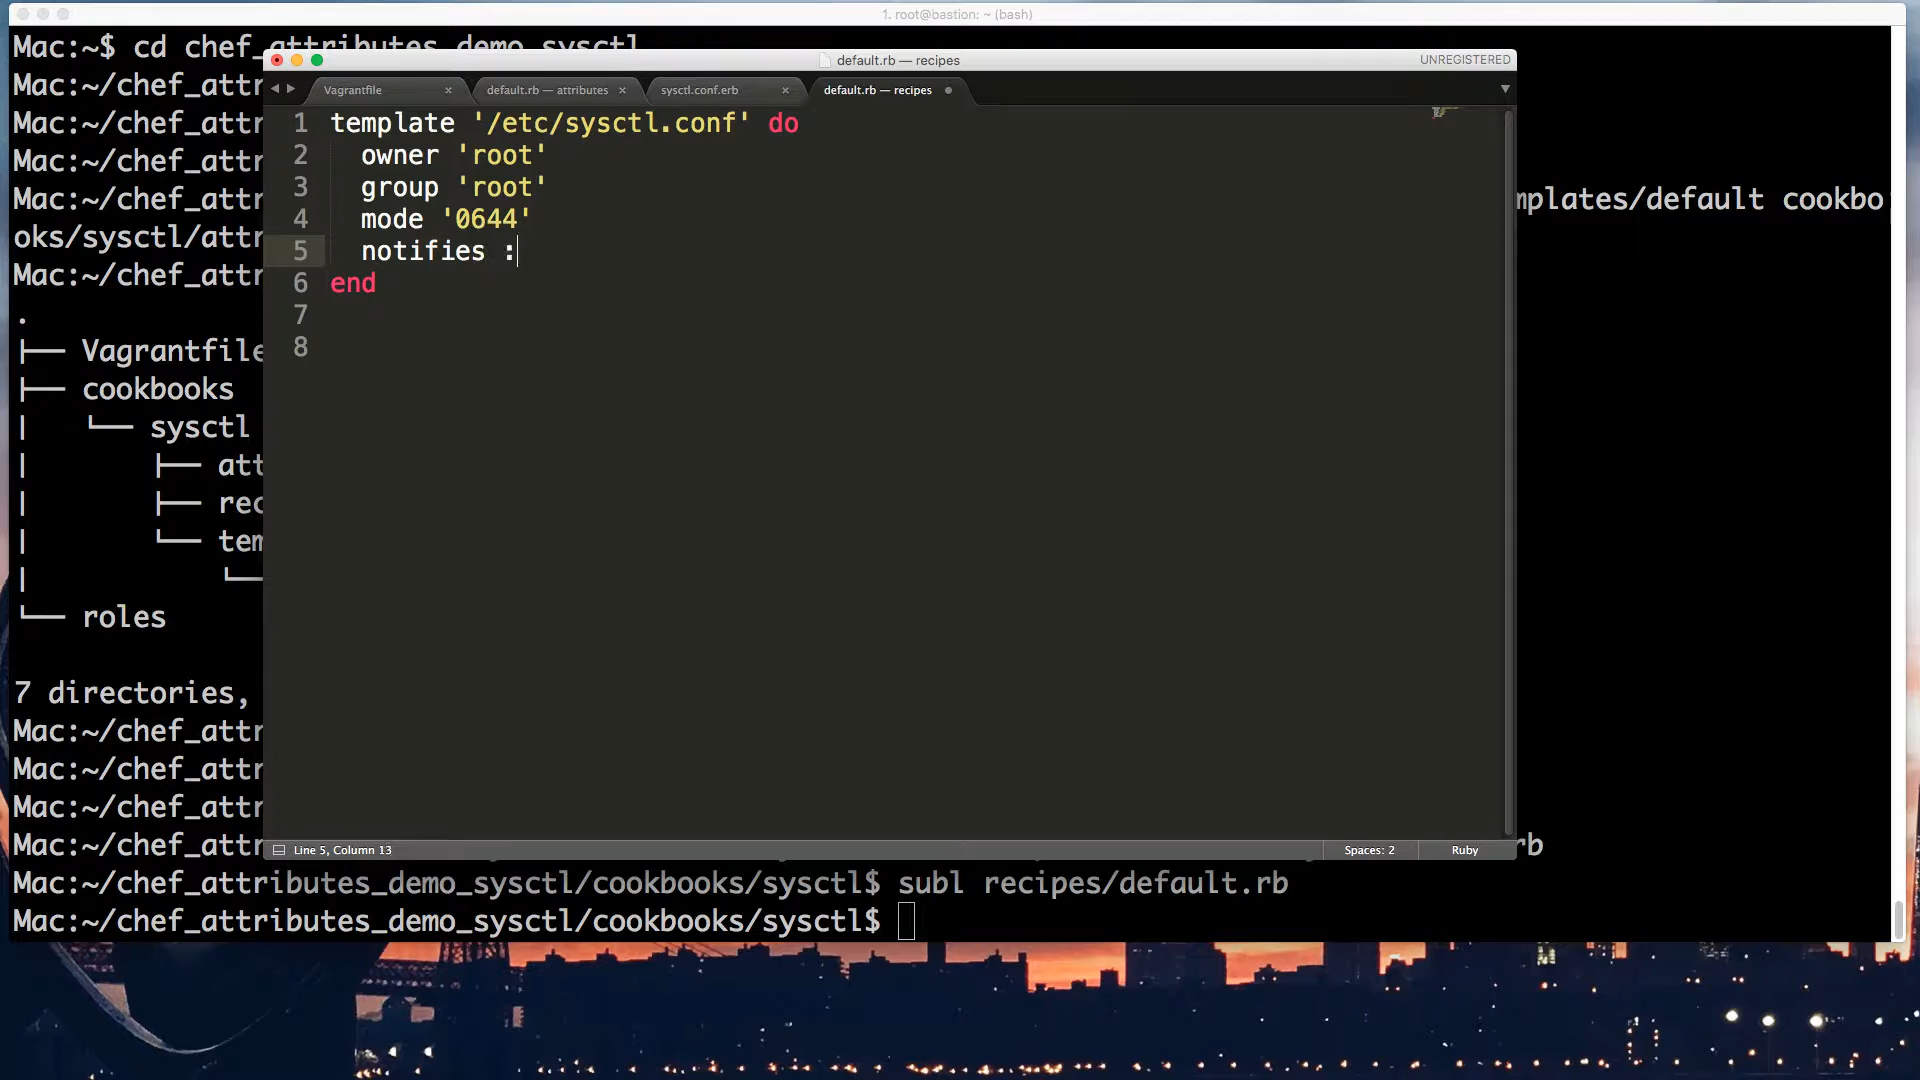 1. root@bastion: ~ (bash)
Mac:~$ cd chef_attributes_demo_sysctl
Mac:~/chef_attr
Mac:~/chef_attr
Mac:~/chef_attr
Mac:~/chef_attr mplates/default cookbo
oks/sysctl/attr
Mac:~/chef_attr
.
├── Vagrantfile
├── cookbooks
│   └── sysctl
│       ├── att
│       ├── rec
│       └── tem
│           └──
└── roles
7 directories,
Mac:~/chef_attr
Mac:~/chef_attr
Mac:~/chef_attr
Mac:~/chef_attr rb
Mac:~/chef_attributes_demo_sysctl/cookbooks/sysctl$ subl recipes/default.rb
Mac:~/chef_attributes_demo_sysctl/cookbooks/sysctl$
default.rb — recipes
UNREGISTERED
Vagrantfile
default.rb — attributes
sysctl.conf.erb
default.rb — recipes
1 template '/etc/sysctl.conf' do
2   owner 'root'
3   group 'root'
4   mode '0644'
5   notifies :
6 end
7
8
Line 5, Column 13
Spaces: 2
Ruby